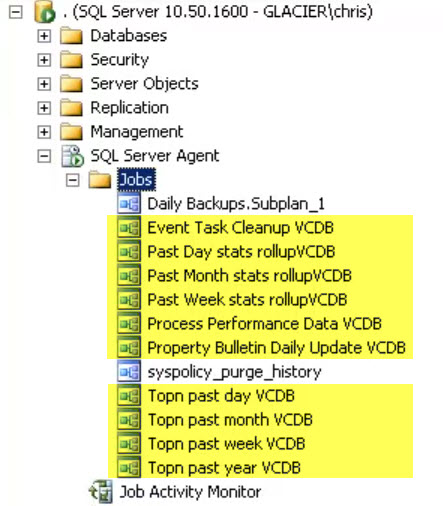 . (SQL Server 10.50.1600 - GLACIER\chris)
Databases
Security
Server Objects
Replication
Management
SQL Server Agent
Jobs
Daily Backups.Subplan_1
Event Task Cleanup VCDB
Past Day stats rollupVCDB
Past Month stats rollupVCDB
Past Week stats rollupVCDB
Process Performance Data VCDB
Property Bulletin Daily Update VCDB
syspolicy_purge_history
Topn past day VCDB
Topn past month VCDB
Topn past week VCDB
Topn past year VCDB
Job Activity Monitor